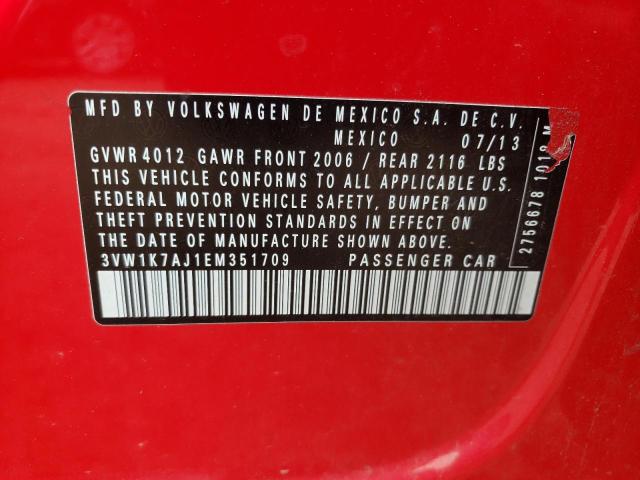 MFD BY VOLKSWAGEN DE MEXICO S.A. DE C.V.
MEXICO 07/13
GVWR 4012 GAWR FRONT 2006 / REAR 2116 LBS
THIS VEHICLE CONFORMS TO ALL APPLICABLE U.S.
FEDERAL MOTOR VEHICLE SAFETY, BUMPER AND
THEFT PREVENTION STANDARDS IN EFFECT ON
THE DATE OF MANUFACTURE SHOWN ABOVE.
3VW1K7AJ1EM351709 PASSENGER CAR
2756678 1018 M